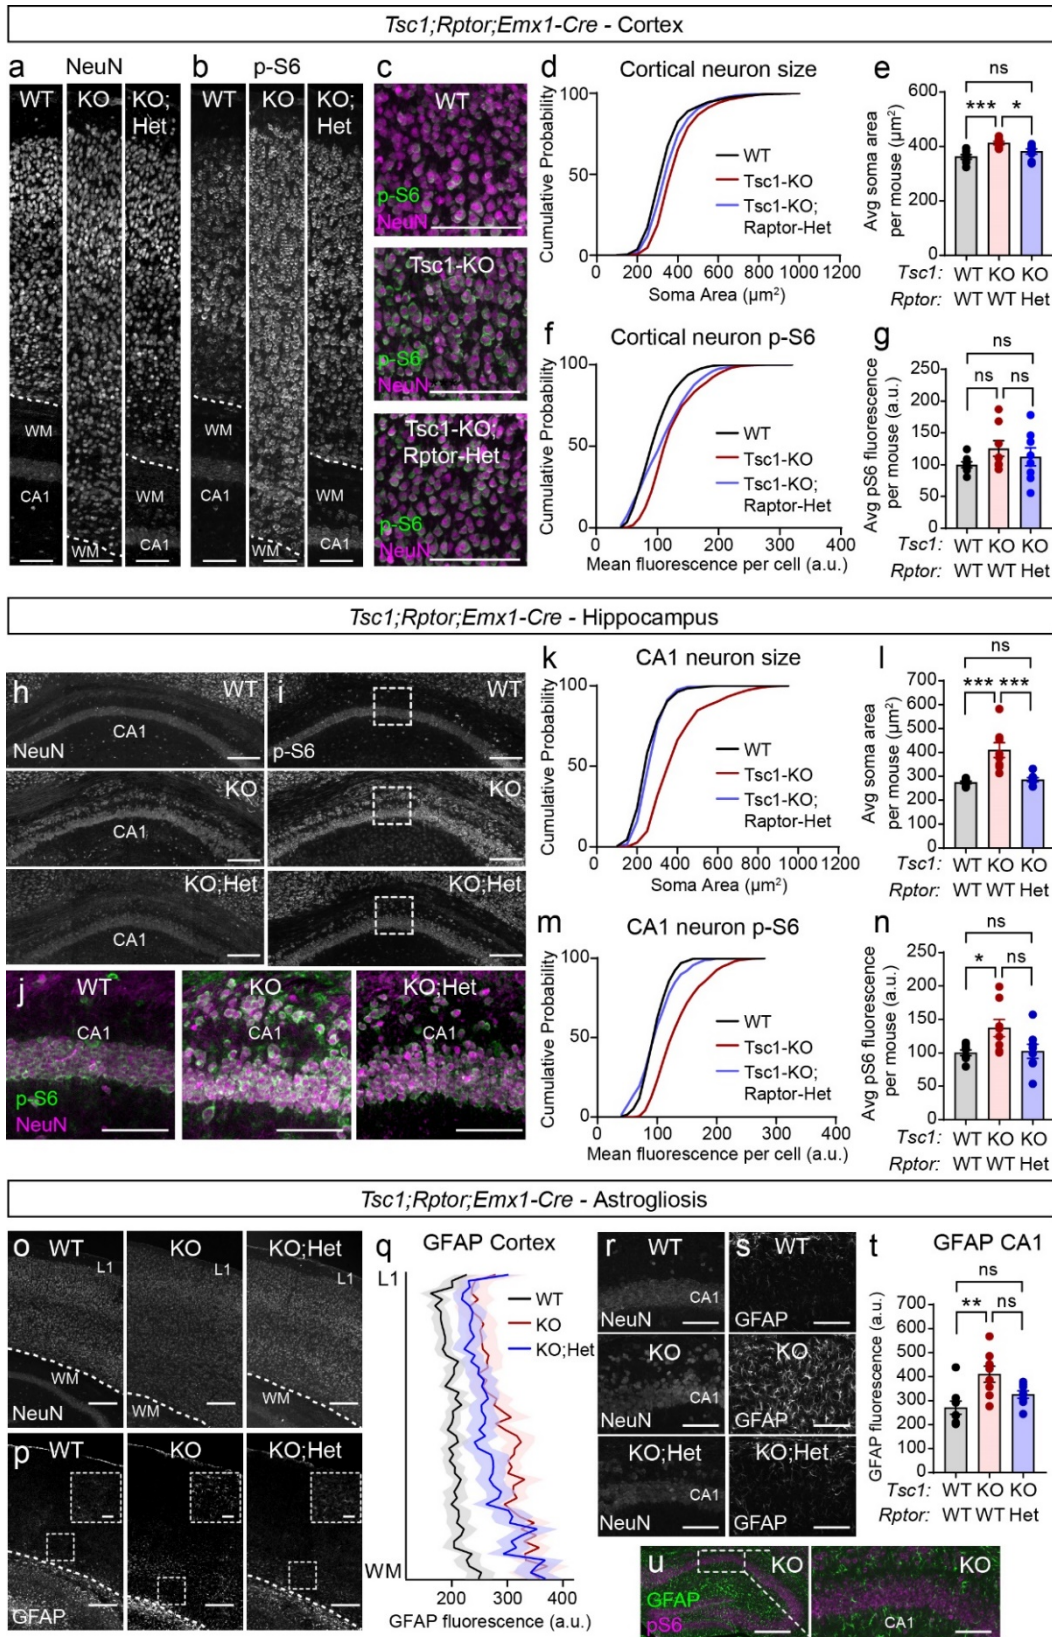 Tsc1;Rptor;Emx1-Cre - Cortex
a NeuN
WT KO KO;
Het
WM
CA1
WM
WM
CA1
b p-S6
WT KO KO;
Het
WM
CA1
WM
WM
CA1
c
WT
p-S6
NeuN
Tsc1-KO
p-S6
NeuN
Tsc1-KO;
Rptor-Het
p-S6
NeuN
d Cortical neuron size
Cumulative Probability
100
50
0
WT
Tsc1-KO
Tsc1-KO;
Raptor-Het
0 200 400 600 800 1000 1200
Soma Area (µm²)
e
ns
*** *
Avg soma area
per mouse (µm²)
600
400
200
0
Tsc1: WT KO KO
Rptor: WT WT Het
f Cortical neuron p-S6
Cumulative Probability
100
50
0
WT
Tsc1-KO
Tsc1-KO;
Raptor-Het
0 100 200 300 400
Mean fluorescence per cell (a.u.)
g
ns
ns ns
Avg pS6 fluorescence
per mouse (a.u.)
250
200
150
100
50
0
Tsc1: WT KO KO
Rptor: WT WT Het
Tsc1;Rptor;Emx1-Cre - Hippocampus
h WT
CA1
NeuN
KO
CA1
KO;Het
CA1
i WT
p-S6
KO
KO;Het
j WT
CA1
p-S6
NeuN
KO
CA1
KO;Het
CA1
k CA1 neuron size
Cumulative Probability
100
50
0
WT
Tsc1-KO
Tsc1-KO;
Raptor-Het
0 200 400 600 800 1000
Soma Area (µm²)
l
ns
*** ***
Avg soma area
per mouse (µm²)
700
600
500
400
300
200
100
0
Tsc1: WT KO KO
Rptor: WT WT Het
m CA1 neuron p-S6
Cumulative Probability
100
50
0
WT
Tsc1-KO
Tsc1-KO;
Raptor-Het
0 100 200 300 400
Mean fluorescence per cell (a.u.)
n
ns
* ns
Avg pS6 fluorescence
per mouse (a.u.)
250
200
150
100
50
0
Tsc1: WT KO KO
Rptor: WT WT Het
Tsc1;Rptor;Emx1-Cre - Astrogliosis
o WT KO KO;Het
L1 L1 L1
WM WM WM
NeuN
p WT KO KO;Het
GFAP
q GFAP Cortex
L1
WT
KO
KO;Het
WM
200 300 400
GFAP fluorescence (a.u.)
r WT
CA1
NeuN
KO
CA1
NeuN
KO;Het
CA1
NeuN
s WT
GFAP
KO
GFAP
KO;Het
GFAP
t GFAP CA1
ns
** ns
GFAP fluorescence (a.u.)
700
600
500
400
300
200
100
0
Tsc1: WT KO KO
Rptor: WT WT Het
u KO KO
GFAP
pS6
CA1